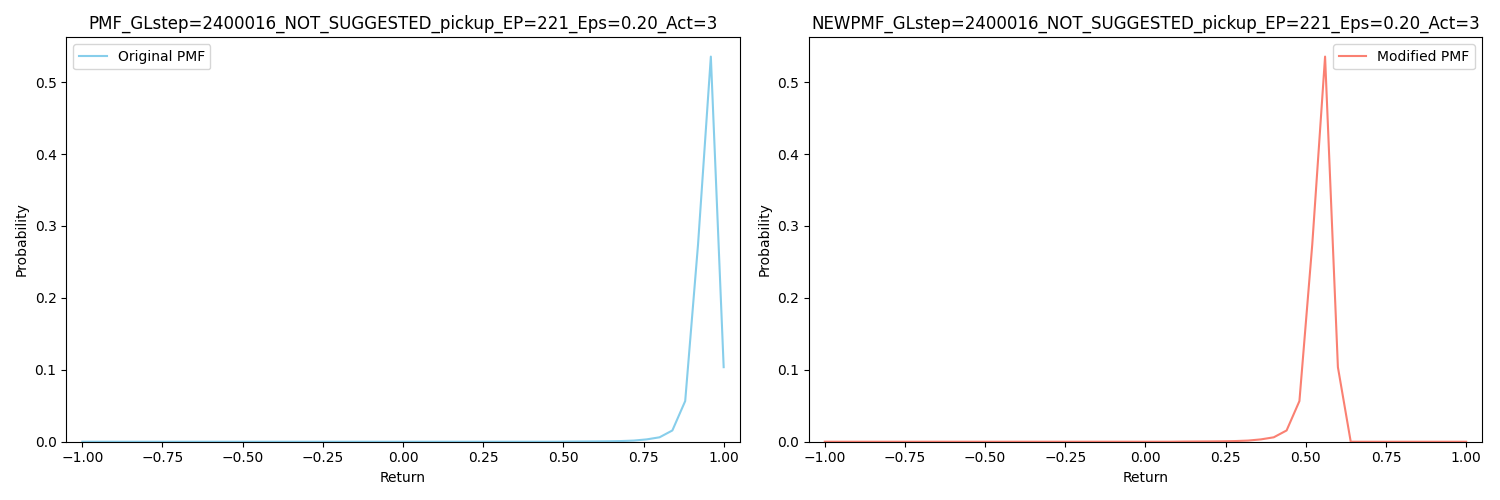 PMF_GLstep=2400016_NOT_SUGGESTED_pickup_EP=221_Eps=0.20_Act=3
Original PMF
Probability
0.5
0.4
0.3
0.2
0.1
0.0
−1.00 −0.75 −0.50 −0.25 0.00 0.25 0.50 0.75 1.00
Return
NEWPMF_GLstep=2400016_NOT_SUGGESTED_pickup_EP=221_Eps=0.20_Act=3
Modified PMF
Probability
0.5
0.4
0.3
0.2
0.1
0.0
−1.00 −0.75 −0.50 −0.25 0.00 0.25 0.50 0.75 1.00
Return